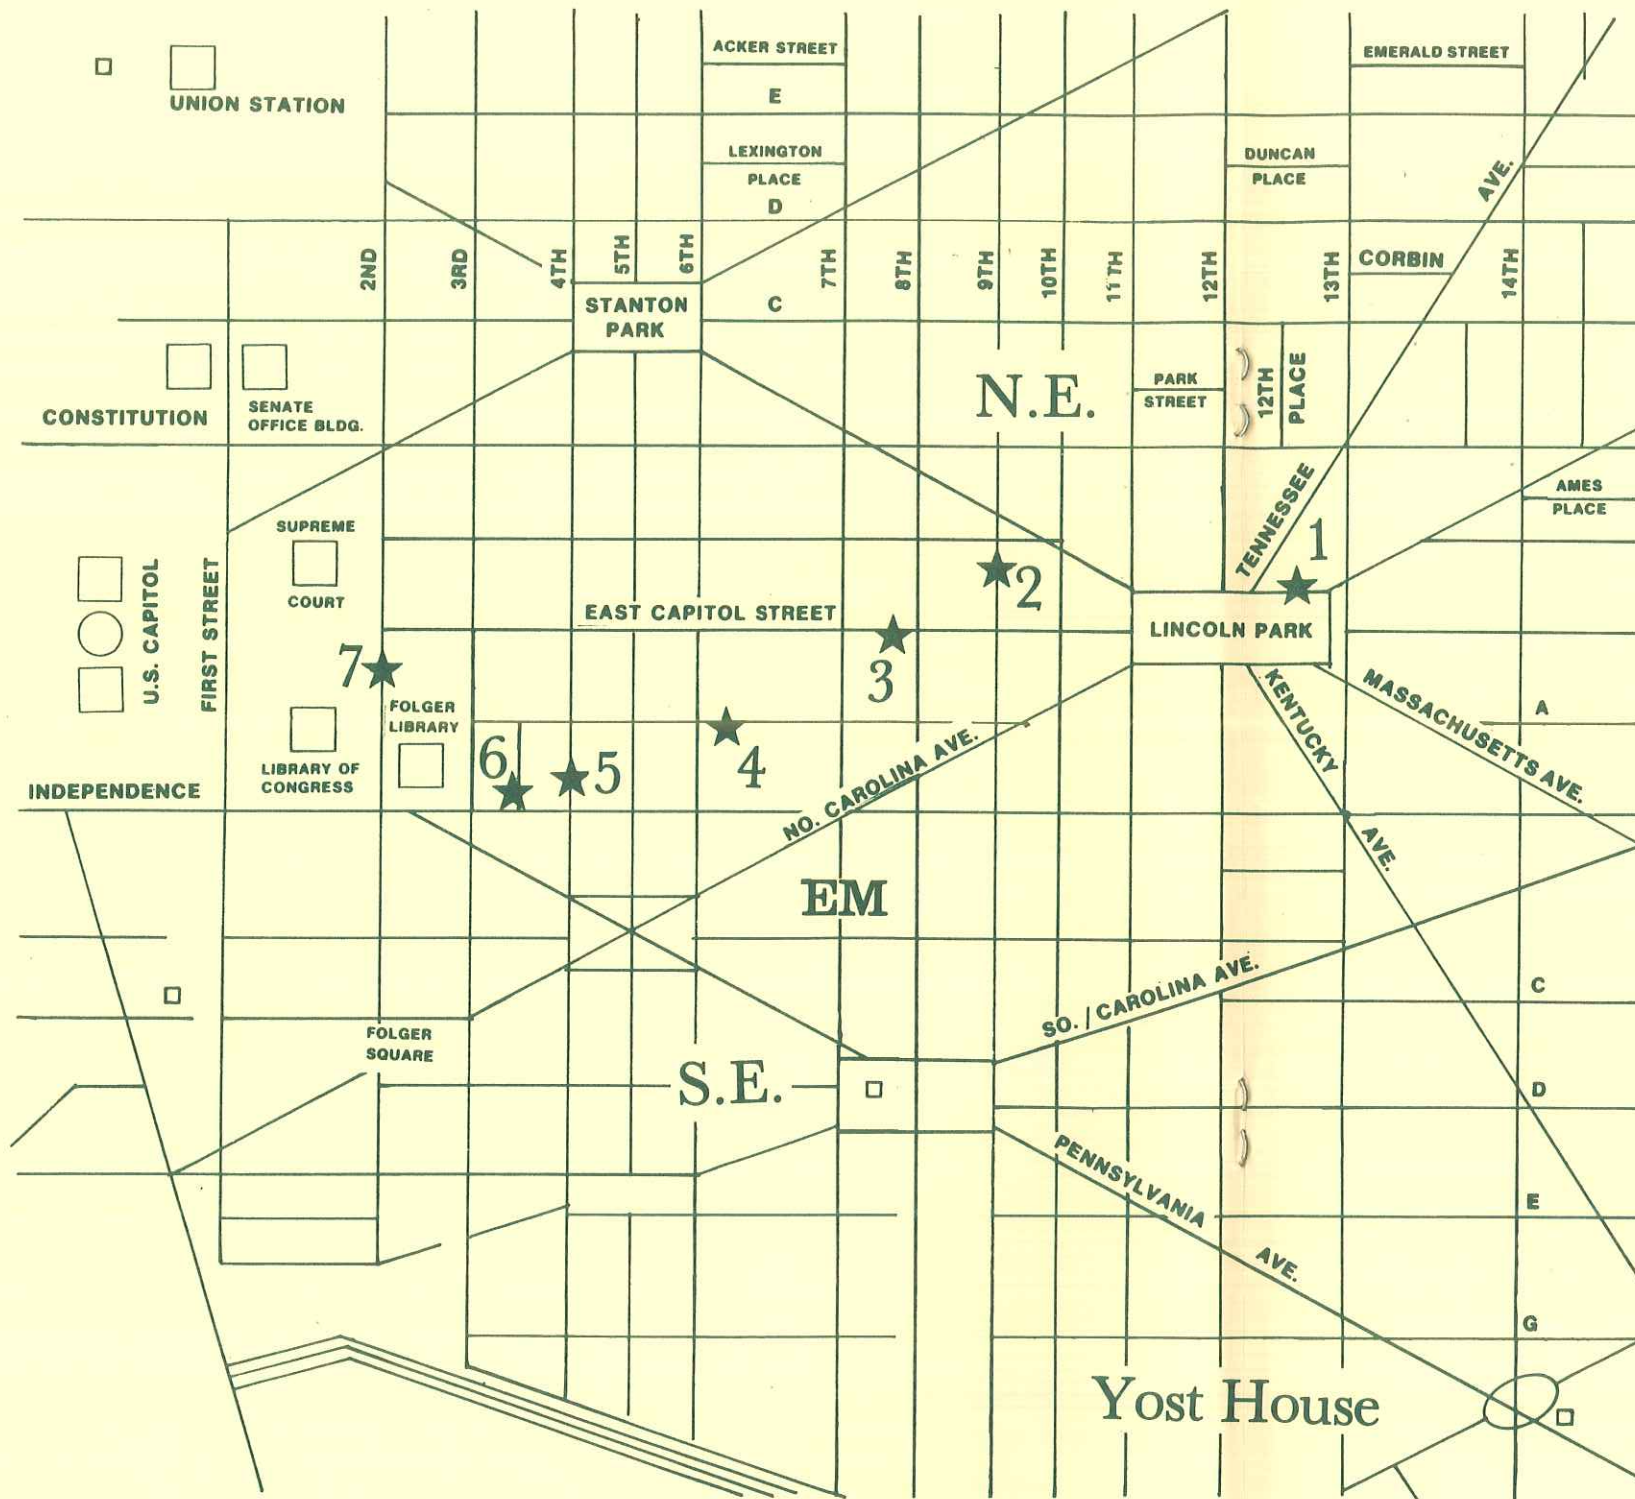 ACKER STREET
EMERALD STREET
E
UNION STATION
LEXINGTON
PLACE
DUNCAN
PLACE
D
AVE.
2ND
3RD
4TH
5TH
6TH
7TH
8TH
9TH
10TH
11TH
12TH
13TH
14TH
CORBIN
STANTON
PARK
C
N.E.
PARK
STREET
12TH
PLACE
CONSTITUTION
SENATE
OFFICE BLDG.
TENNESSEE
AMES
PLACE
SUPREME
COURT
1
2
EAST CAPITOL STREET
LINCOLN PARK
U.S. CAPITOL
FIRST STREET
7
3
FOLGER
LIBRARY
KENTUCKY
AVE.
MASSACHUSETTS AVE.
A
6
5
4
NO. CAROLINA AVE.
LIBRARY OF
CONGRESS
INDEPENDENCE
EM
SO. / CAROLINA AVE.
C
FOLGER
SQUARE
S.E.
D
PENNSYLVANIA
AVE.
E
G
Yost House